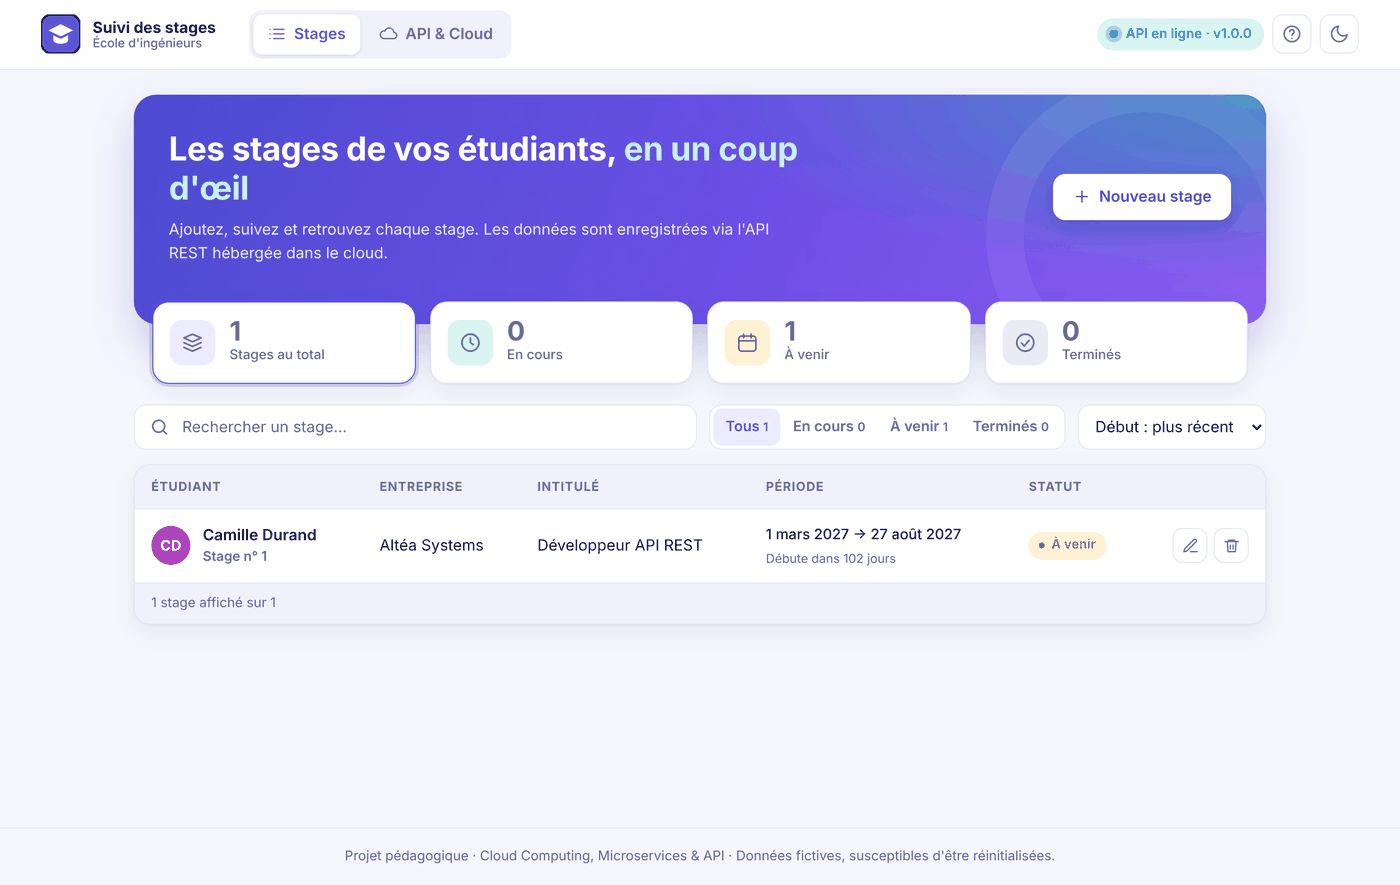 Suivi des stages
École d'ingénieurs
Stages
API & Cloud
API en ligne · v1.0.0
Les stages de vos étudiants, en un coup
d'œil
Ajoutez, suivez et retrouvez chaque stage. Les données sont enregistrées via l'API
REST hébergée dans le cloud.
Nouveau stage
1
Stages au total
0
En cours
1
À venir
0
Terminés
Rechercher un stage...
Tous 1
En cours 0
À venir 1
Terminés 0
Début : plus récent
ÉTUDIANT
ENTREPRISE
INTITULÉ
PÉRIODE
STATUT
CD
Camille Durand
Stage n° 1
Altéa Systems
Développeur API REST
1 mars 2027 → 27 août 2027
Débute dans 102 jours
À venir
1 stage affiché sur 1
Projet pédagogique · Cloud Computing, Microservices & API · Données fictives, susceptibles d'être réinitialisées.